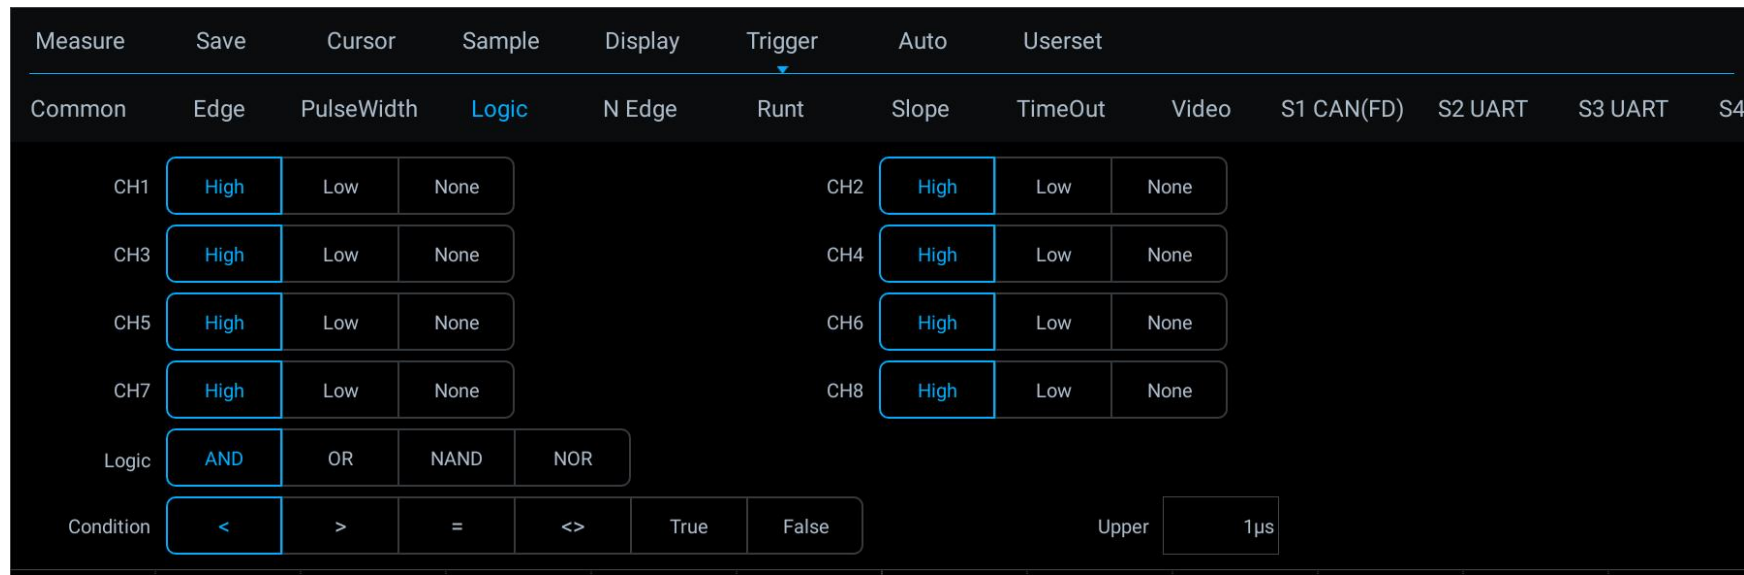 Measure Save Cursor Sample Display Trigger Auto Userset
Common Edge PulseWidth Logic N Edge Runt Slope TimeOut Video S1 CAN(FD) S2 UART S3 UART S4
CH1 High Low None CH2 High Low None
CH3 High Low None CH4 High Low None
CH5 High Low None CH6 High Low None
CH7 High Low None CH8 High Low None
Logic AND OR NAND NOR
Condition < > = <> True False Upper 1μs